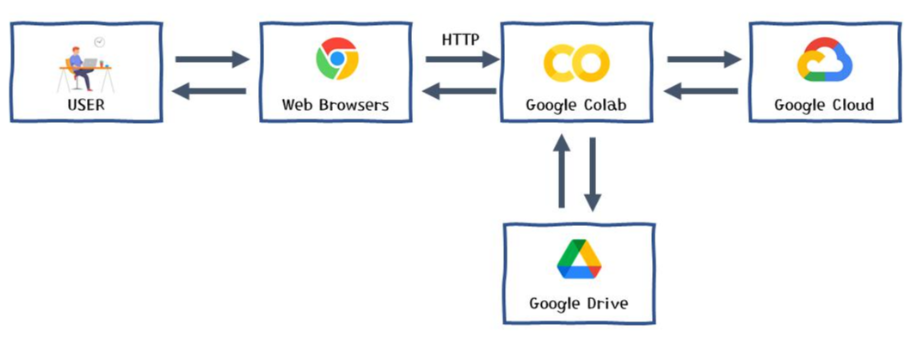 HTTP
USER
Web Browsers
Google Colab
Google Cloud
Google Drive